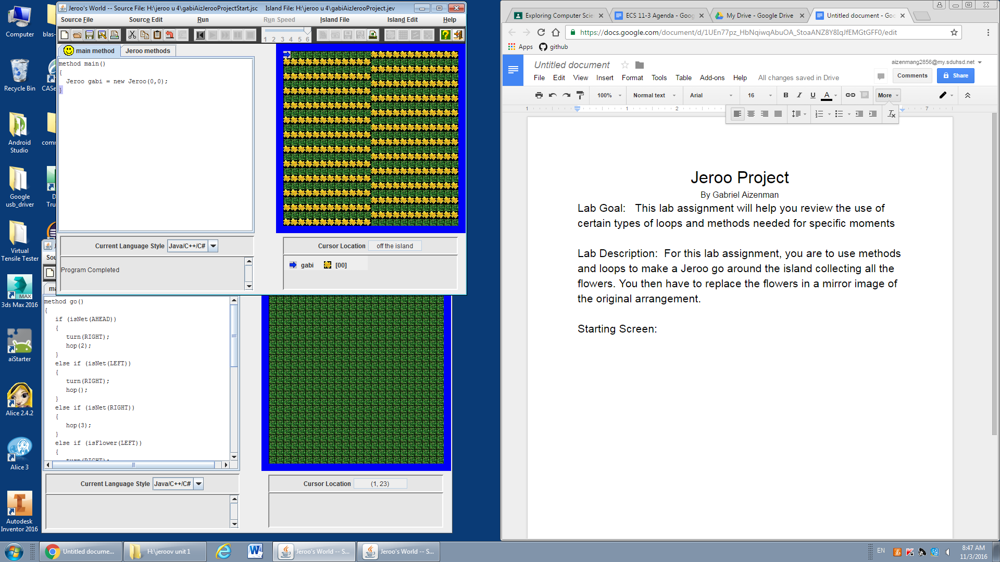 Computer
blas-
Recycle Bin
CASe
Android
Studio
comm
Google
usb_driver
D
Tru
Virtual
Tensile Tester
MAX
3ds Max 2016
aiStarter
Alice 2.4.2
Alice 3
Autodesk
Inventor 2016
Jeroo's World -- Source File: H:\jeroo u 4\gabiAizJerooProjectStart.jsc Island File: H:\jeroo u 4\gabiAizJerooProject.jev
Source File Source Edit Run Run Speed Island File Island Edit Help
1 2 3 4 5 6
main method Jeroo methods
method main()
{
Jeroo gabi = new Jeroo(0,0);
}
Current Language Style Java/C++/C#
Cursor Location off the island
Program Completed
gabi [00]
J
Sou
ma
method go()
{
if (isNet(AHEAD))
{
turn(RIGHT);
hop(2);
}
else if (isNet(LEFT))
{
turn(RIGHT);
hop();
}
else if (isNet(RIGHT))
{
hop(3);
}
else if (isFlower(LEFT))
{
turn(RIGHT);
Current Language Style Java/C++/C#
Cursor Location (1, 23)
Exploring Computer Scie ECS 11-3 Agenda - Goog My Drive - Google Drive Untitled document - Goo
https://docs.google.com/document/d/1UEn77pz_HbNqiwqAbuOA_StoaANZ8Y8IqJfEMGtGFF0/edit
Apps github
Untitled document
aizenmang2856@my.sduhsd.net
File Edit View Insert Format Tools Table Add-ons Help All changes saved in Drive
Comments Share
100% Normal text Arial 16 B I U A More
1 1 2 7
Jeroo Project
By Gabriel Aizenman
Lab Goal: This lab assignment will help you review the use of
certain types of loops and methods needed for specific moments
Lab Description: For this lab assignment, you are to use methods
and loops to make a Jeroo go around the island collecting all the
flowers. You then have to replace the flowers in a mirror image of
the original arrangement.
Starting Screen:
Untitled docume... H:\jeroov unit 1 Jeroo's World -- S... Jeroo's World -- S...
EN
8:47 AM
11/3/2016